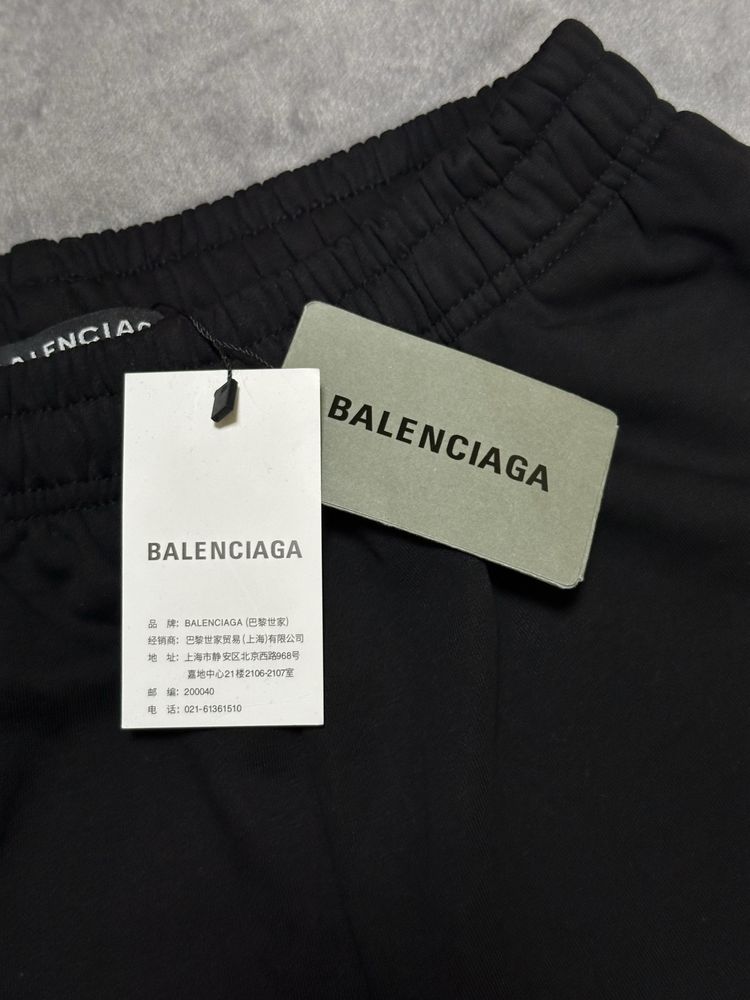 BALENCIAGA
BALENCIAGA
BALENCIAGA
品 牌: BALENCIAGA (巴黎世家)
经销商: 巴黎世家贸易 (上海)有限公司
地 址: 上海市静安区北京西路968号
嘉地中心21楼2106-2107室
邮 编: 200040
电 话: 021-61361510